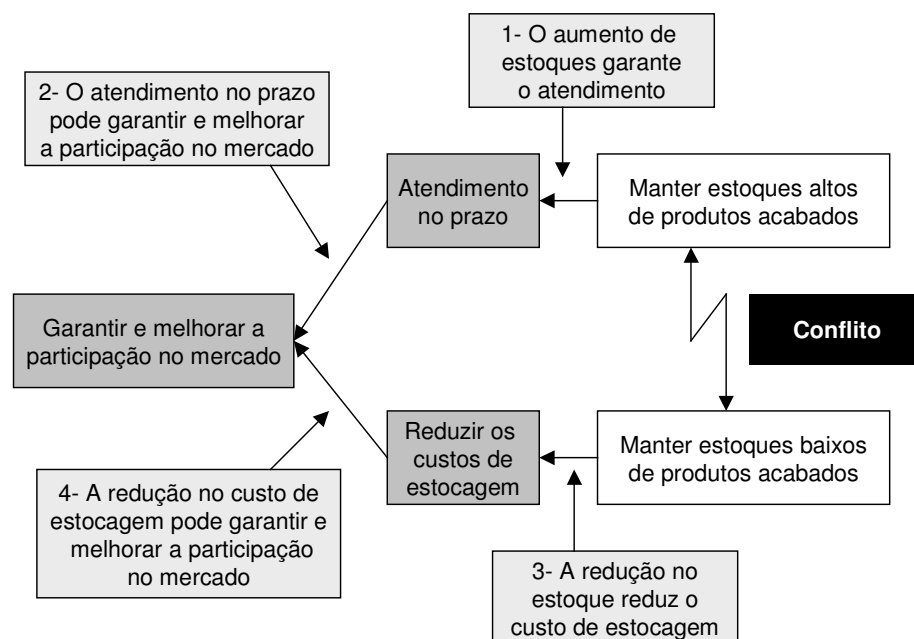 1- O aumento de
estoques garante
o atendimento
2- O atendimento no prazo
pode garantir e melhorar
a participação no mercado
Atendimento
no prazo
Manter estoques altos
de produtos acabados
Garantir e melhorar a
participação no mercado
Conflito
Reduzir os
custos de
estocagem
Manter estoques baixos
de produtos acabados
4- A redução no custo de
estocagem pode garantir e
melhorar a participação
no mercado
3- A redução no
estoque reduz o
custo de estocagem